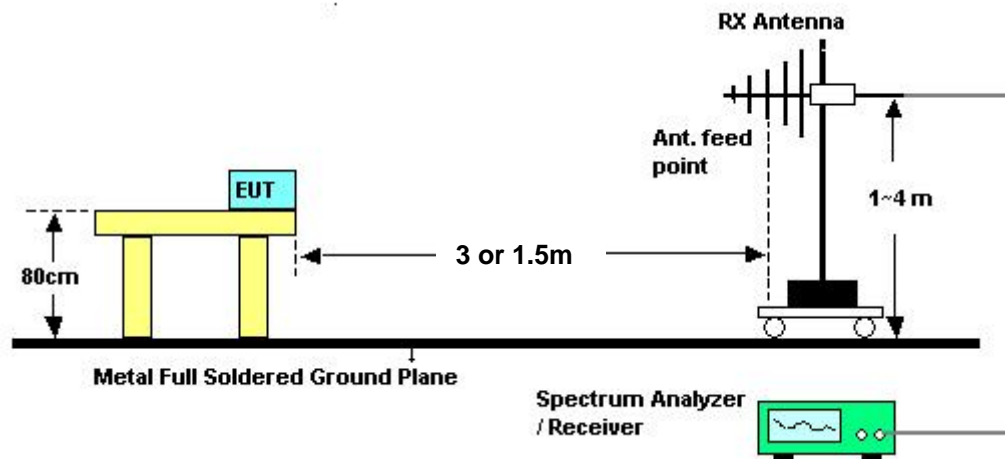 RX Antenna
Ant. feed
point
EUT
1~4 m
3 or 1.5m
80cm
Metal Full Soldered Ground Plane
Spectrum Analyzer
/ Receiver